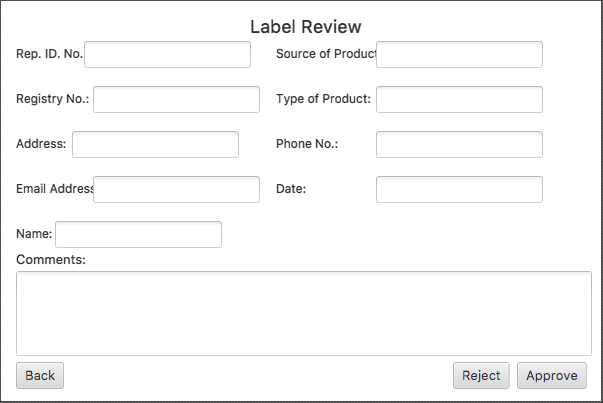 Label Review
Rep. ID. No. Source of Product
Registry No.: Type of Product:
Address: Phone No.:
Email Address Date:
Name:
Comments:
Back Reject Approve